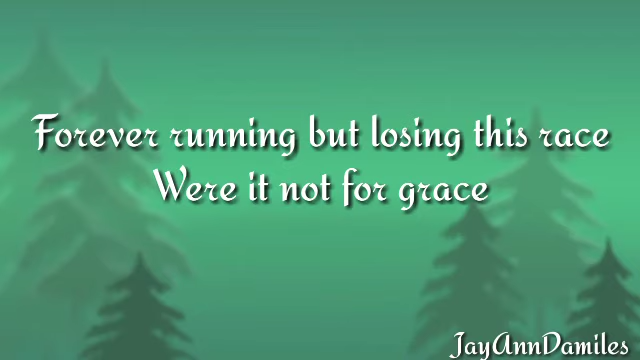 Forever running but losing this race
Were it not for grace
JayAnnDamiles